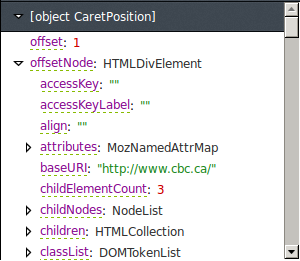 [object CaretPosition]
offset: 1
offsetNode: HTMLDivElement
accessKey: ""
accessKeyLabel: ""
align: ""
attributes: MozNamedAttrMap
baseURI: "http://www.cbc.ca/"
childElementCount: 3
childNodes: NodeList
children: HTMLCollection
classList: DOMTokenList